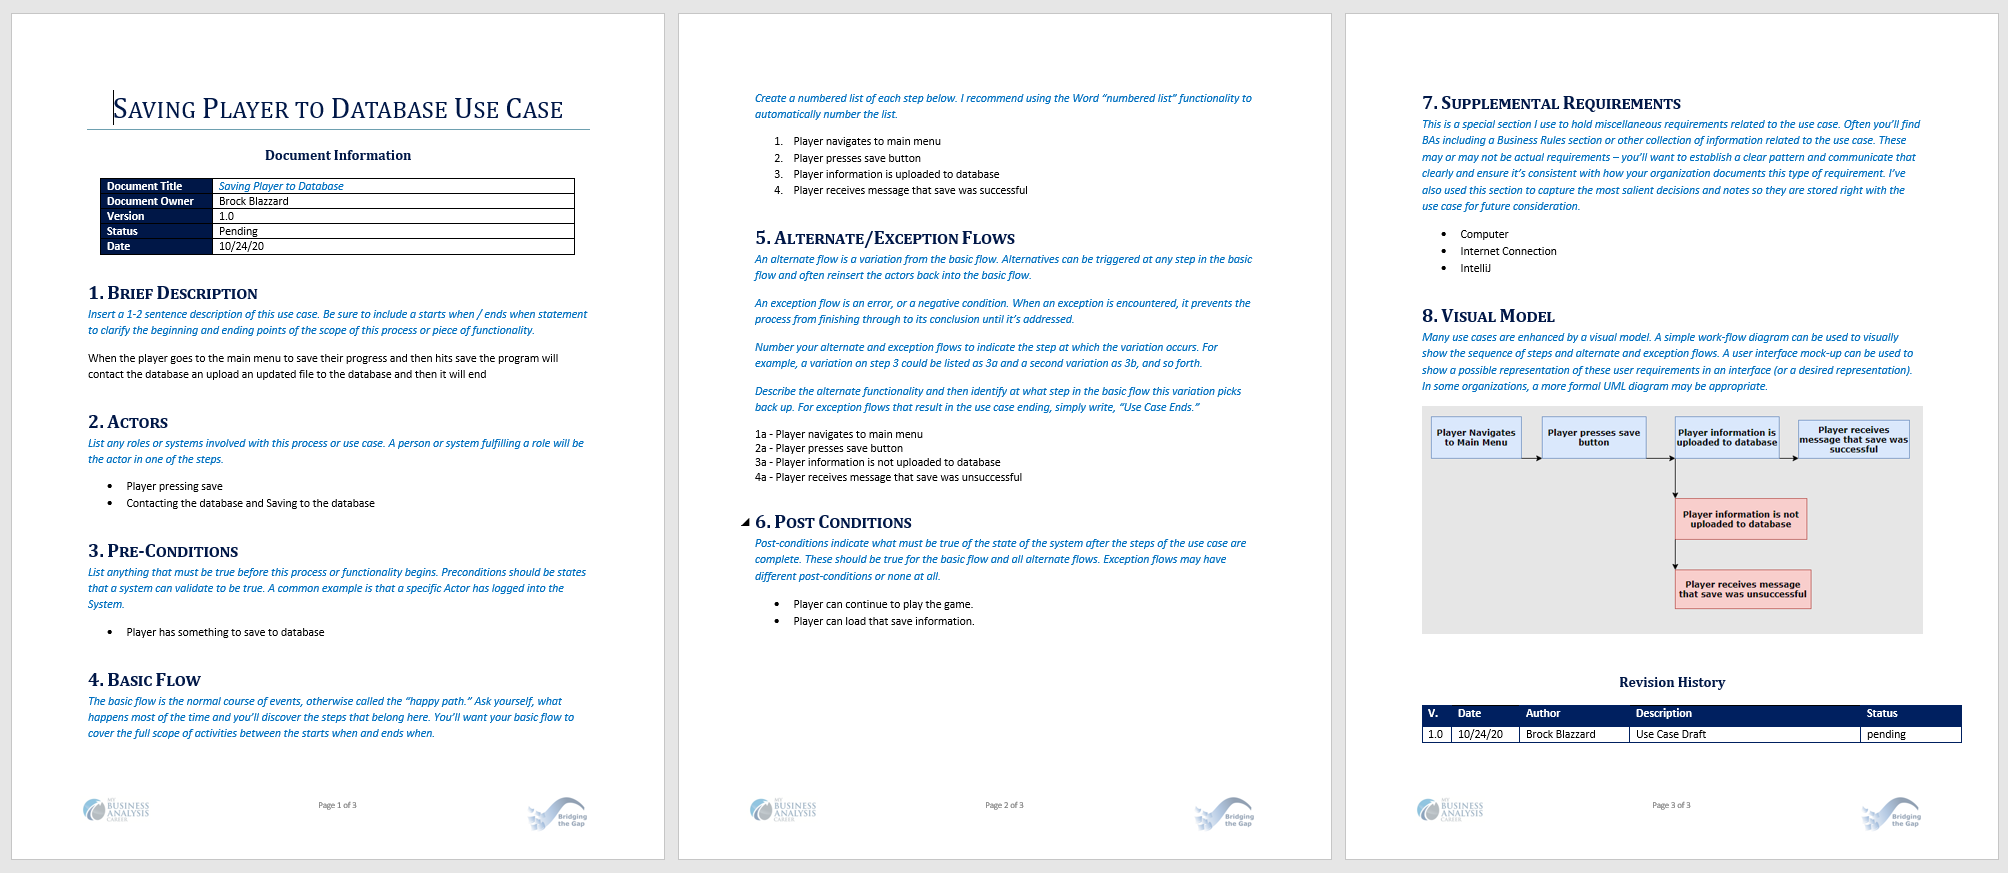 SAVING PLAYER TO DATABASE USE CASE
Document Information
Document Title Saving Player to Database
Document Owner Brock Blazzard
Version 1.0
Status Pending
Date 10/24/20
1. BRIEF DESCRIPTION
Insert a 1-2 sentence description of this use case. Be sure to include a starts when / ends when statement
to clarify the beginning and ending points of the scope of this process or piece of functionality.
When the player goes to the main menu to save their progress and then hits save the program will
contact the database an upload an updated file to the database and then it will end
2. ACTORS
List any roles or systems involved with this process or use case. A person or system fulfilling a role will be
the actor in one of the steps.
• Player pressing save
• Contacting the database and Saving to the database
3. PRE-CONDITIONS
List anything that must be true before this process or functionality begins. Preconditions should be states
that a system can validate to be true. A common example is that a specific Actor has logged into the
System.
• Player has something to save to database
4. BASIC FLOW
The basic flow is the normal course of events, otherwise called the “happy path.” Ask yourself, what
happens most of the time and you’ll discover the steps that belong here. You’ll want your basic flow to
cover the full scope of activities between the starts when and ends when.
MY
BUSINESS
ANALYSIS
CAREER
Page 1 of 3
Bridging
the Gap
Create a numbered list of each step below. I recommend using the Word “numbered list” functionality to
automatically number the list.
1. Player navigates to main menu
2. Player presses save button
3. Player information is uploaded to database
4. Player receives message that save was successful
5. ALTERNATE/EXCEPTION FLOWS
An alternate flow is a variation from the basic flow. Alternatives can be triggered at any step in the basic
flow and often reinsert the actors back into the basic flow.
An exception flow is an error, or a negative condition. When an exception is encountered, it prevents the
process from finishing through to its conclusion until it’s addressed.
Number your alternate and exception flows to indicate the step at which the variation occurs. For
example, a variation on step 3 could be listed as 3a and a second variation as 3b, and so forth.
Describe the alternate functionality and then identify at what step in the basic flow this variation picks
back up. For exception flows that result in the use case ending, simply write, “Use Case Ends.”
1a - Player navigates to main menu
2a - Player presses save button
3a - Player information is not uploaded to database
4a - Player receives message that save was unsuccessful
6. POST CONDITIONS
Post-conditions indicate what must be true of the state of the system after the steps of the use case are
complete. These should be true for the basic flow and all alternate flows. Exception flows may have
different post-conditions or none at all.
• Player can continue to play the game.
• Player can load that save information.
MY
BUSINESS
ANALYSIS
CAREER
Page 2 of 3
Bridging
the Gap
7. SUPPLEMENTAL REQUIREMENTS
This is a special section I use to hold miscellaneous requirements related to the use case. Often you’ll find
BAs including a Business Rules section or other collection of information related to the use case. These
may or may not be actual requirements – you’ll want to establish a clear pattern and communicate that
clearly and ensure it’s consistent with how your organization documents this type of requirement. I’ve
also used this section to capture the most salient decisions and notes so they are stored right with the
use case for future consideration.
• Computer
• Internet Connection
• IntelliJ
8. VISUAL MODEL
Many use cases are enhanced by a visual model. A simple work-flow diagram can be used to visually
show the sequence of steps and alternate and exception flows. A user interface mock-up can be used to
show a possible representation of these user requirements in an interface (or a desired representation).
In some organizations, a more formal UML diagram may be appropriate.
Player Navigates
to Main Menu
Player presses save
button
Player information is
uploaded to database
Player receives
message that save was
successful
Player information is not
uploaded to database
Player receives message
that save was unsuccessful
Revision History
V. Date Author Description Status
1.0 10/24/20 Brock Blazzard Use Case Draft pending
MY
BUSINESS
ANALYSIS
CAREER
Page 3 of 3
Bridging
the Gap